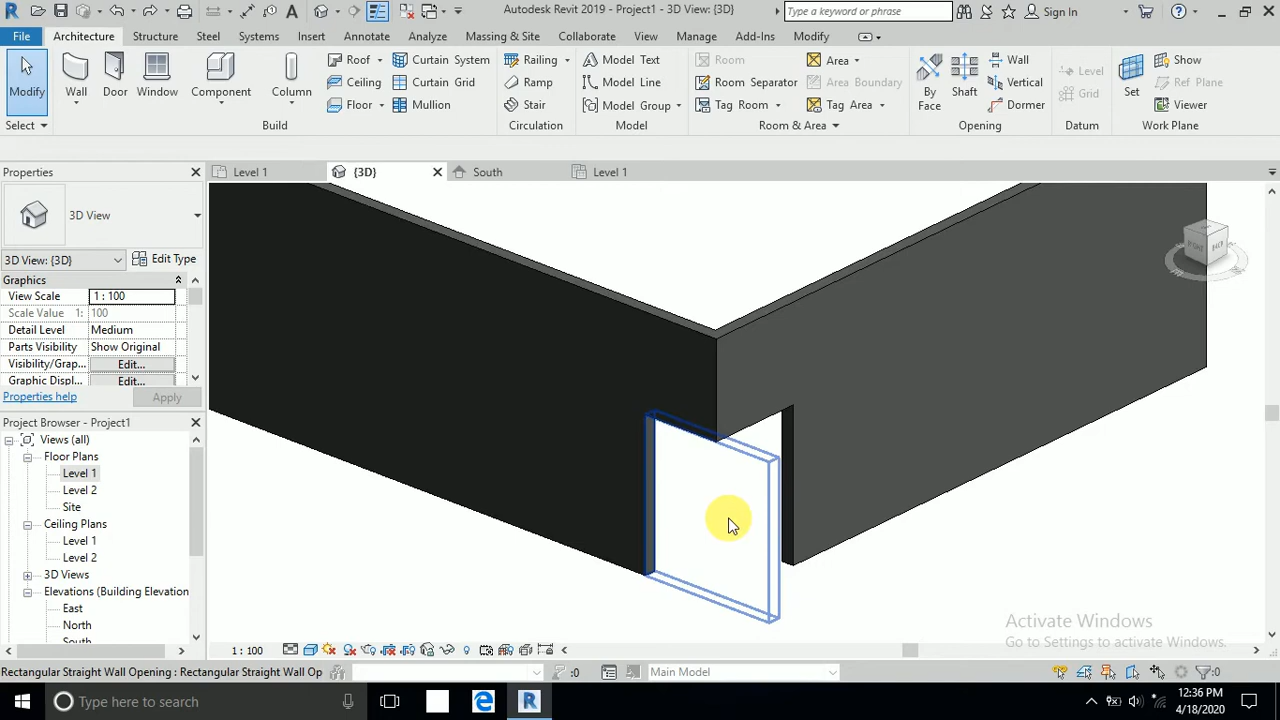 Autodesk Revit 2019 - Project1 - 3D View: {3D}
Type a keyword or phrase
Sign In
File Architecture Structure Steel Systems Insert Annotate Analyze Massing & Site Collaborate View Manage Add-Ins Modify
Modify
Wall
Door
Window
Component
Column
Roof
Ceiling
Floor
Curtain System
Curtain Grid
Mullion
Railing
Ramp
Stair
Model Text
Model Line
Model Group
Room
Room Separator
Tag Room
Area
Area Boundary
Tag Area
By Face
Shaft
Wall
Vertical
Dormer
Level
Grid
Set
Show
Ref Plane
Viewer
Select
Build
Circulation
Model
Room & Area
Opening
Datum
Work Plane
Properties
Level 1
{3D}
South
Level 1
3D View
3D View: {3D}
Edit Type
Graphics
View Scale 1 : 100
Scale Value 1: 100
Detail Level Medium
Parts Visibility Show Original
Visibility/Grap... Edit...
Graphic Displ... Edit...
Properties help
Apply
Project Browser - Project1
Views (all)
Floor Plans
Level 1
Level 2
Site
Ceiling Plans
Level 1
Level 2
3D Views
Elevations (Building Elevation
East
North
South
Activate Windows
Go to Settings to activate Windows.
1 : 100
Rectangular Straight Wall Opening : Rectangular Straight Wall Op
:0
Main Model
:0
Type here to search
12:36 PM
4/18/2020